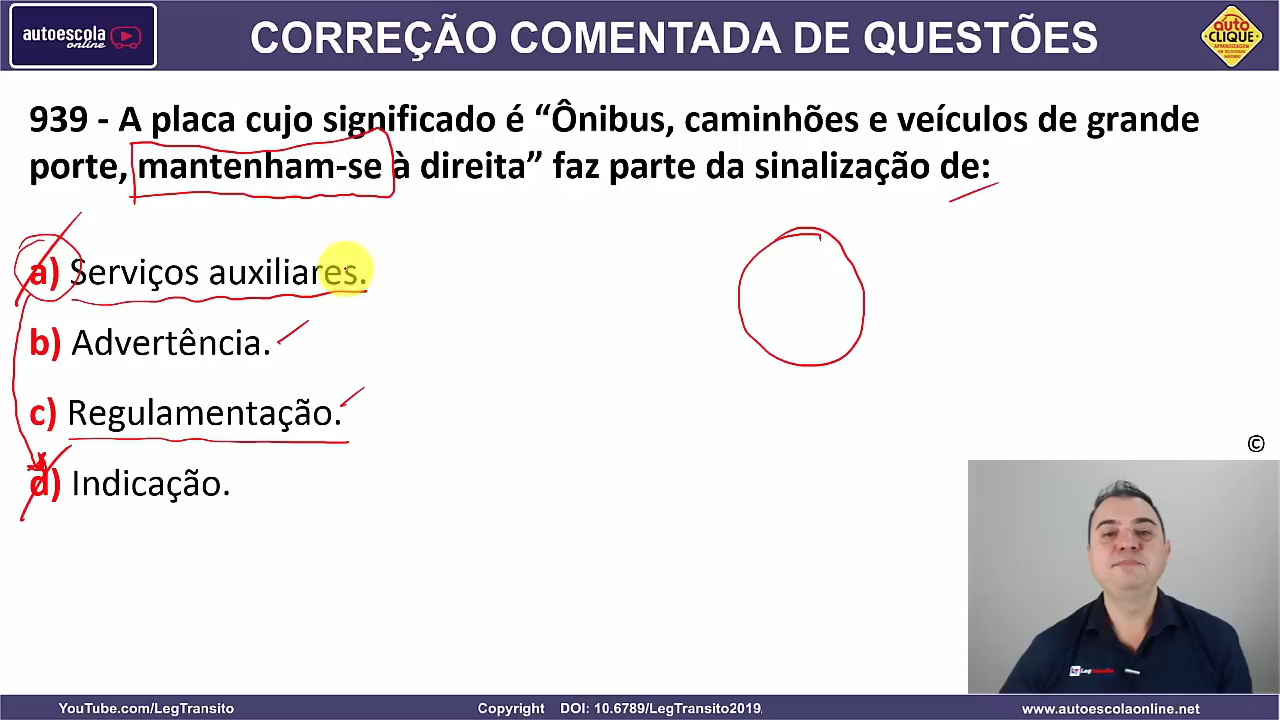 autoescola
online
CORREÇÃO COMENTADA DE QUESTÕES
auto
CLIQUE
939 - A placa cujo significado é “Ônibus, caminhões e veículos de grande
porte, mantenham-se à direita” faz parte da sinalização de:
a) Serviços auxiliares.
b) Advertência.
c) Regulamentação.
d) Indicação.
©
YouTube.com/LegTransito
Copyright DOI: 10.6789/LegTransito2019
www.autoescolaonline.net